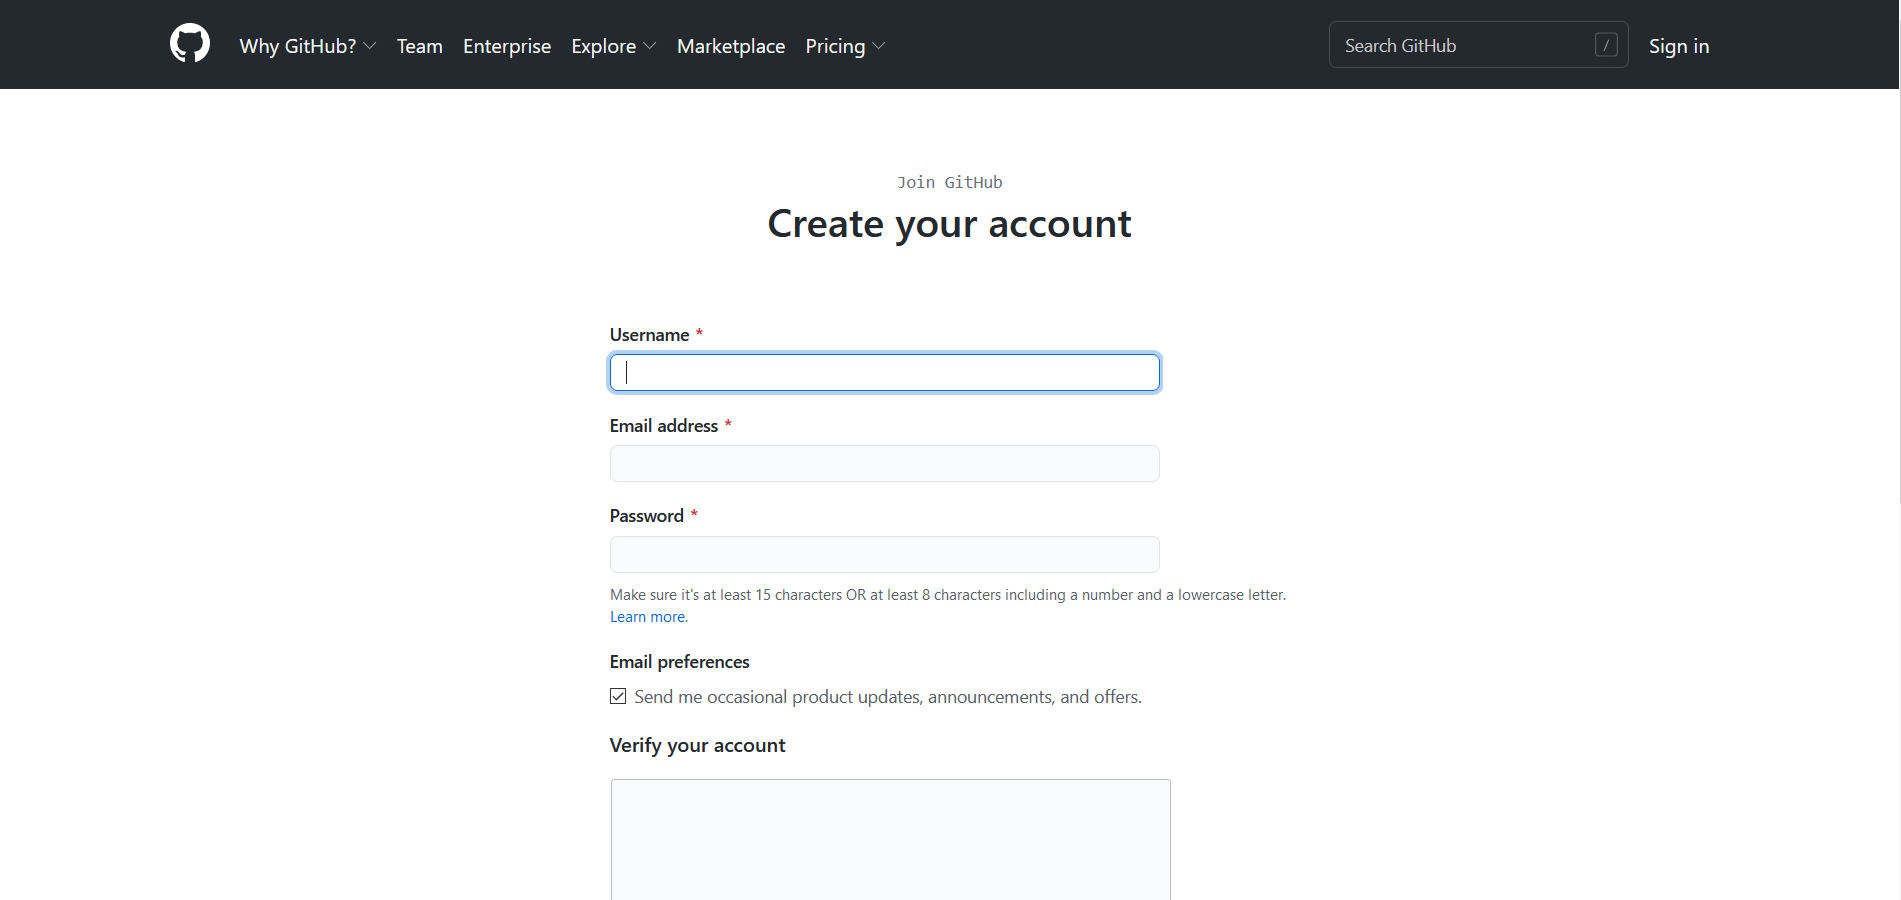 Why GitHub? Team Enterprise Explore Marketplace Pricing Search GitHub / Sign in
Join GitHub
Create your account
Username *
Email address *
Password *
Make sure it's at least 15 characters OR at least 8 characters including a number and a lowercase letter.
Learn more.
Email preferences
Send me occasional product updates, announcements, and offers.
Verify your account